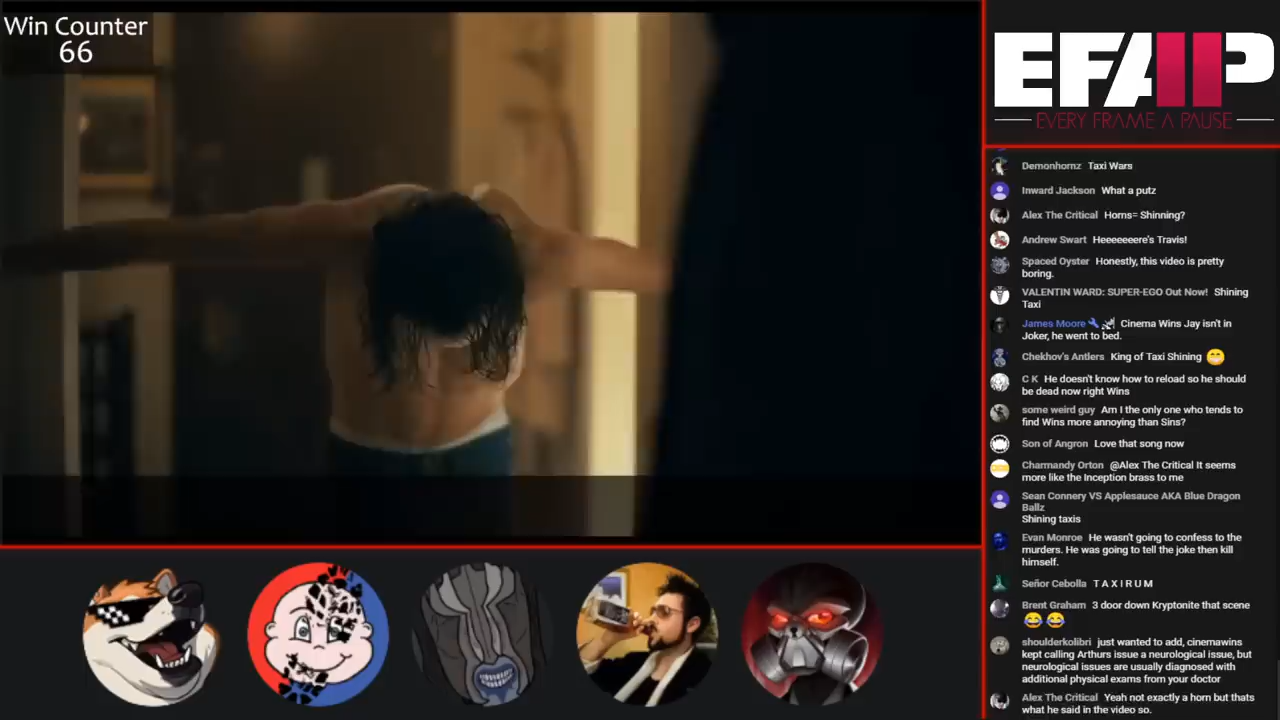 Win Counter
66
EFAP
EVERY FRAME A PAUSE
Demonhornz Taxi Wars
Inward Jackson What a putz
Alex The Critical Horns= Shinning?
Andrew Swart Heeeeeeere's Travis!
Spaced Oyster Honestly, this video is pretty
boring.
VALENTIN WARD: SUPER-EGO Out Now! Shining
Taxi
James Moore Cinema Wins Jay isn't in
Joker, he went to bed.
Chekhov's Antlers King of Taxi Shining 😁
C K He doesn't know how to reload so he should
be dead now right Wins
some weird guy Am I the only one who tends to
find Wins more annoying than Sins?
Son of Angron Love that song now
Charmandy Orton @Alex The Critical It seems
more like the Inception brass to me
Sean Connery VS Applesauce AKA Blue Dragon
Ballz
Shining taxis
Evan Monroe He wasn't going to confess to the
murders. He was going to tell the joke then kill
himself.
Señor Cebolla T A X I R U M
Brent Graham 3 door down Kryptonite that scene
😂 😂
shoulderkolibri just wanted to add, cinemawins
kept calling Arthurs issue a neurological issue, but
neurological issues are usually diagnosed with
additional physical exams from your doctor
Alex The Critical Yeah not exactly a horn but thats
what he said in the video so.